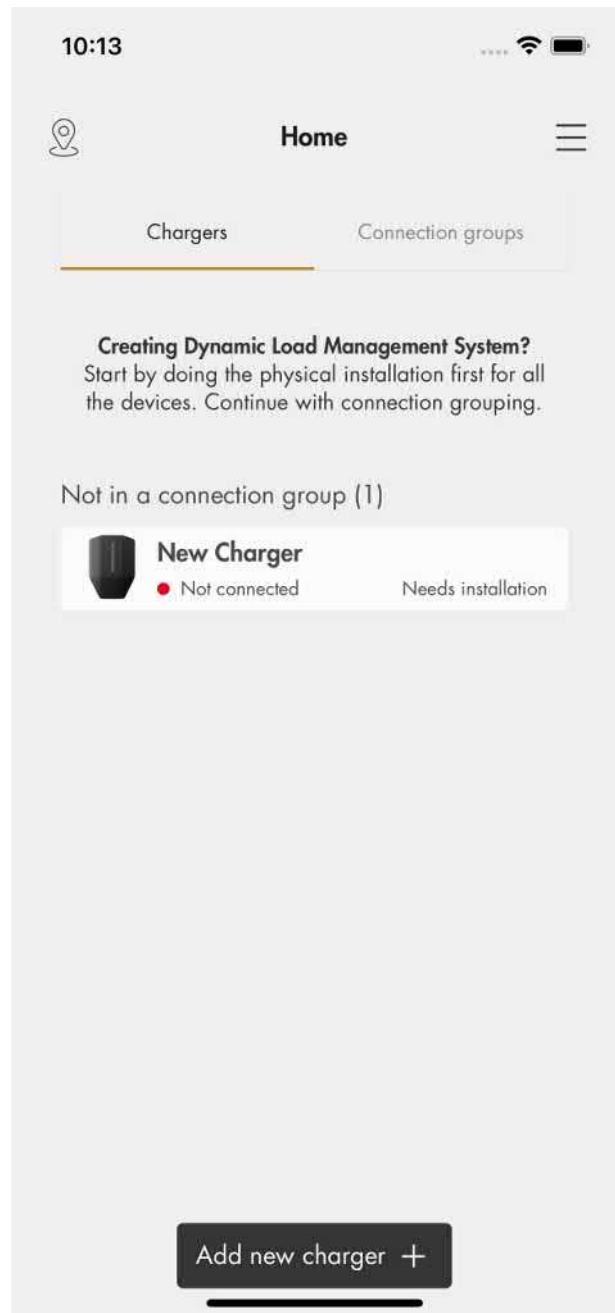 10:13
Home
Chargers
Connection groups
Creating Dynamic Load Management System?
Start by doing the physical installation first for all
the devices. Continue with connection grouping.
Not in a connection group (1)
New Charger
Not connected
Needs installation
Add new charger +